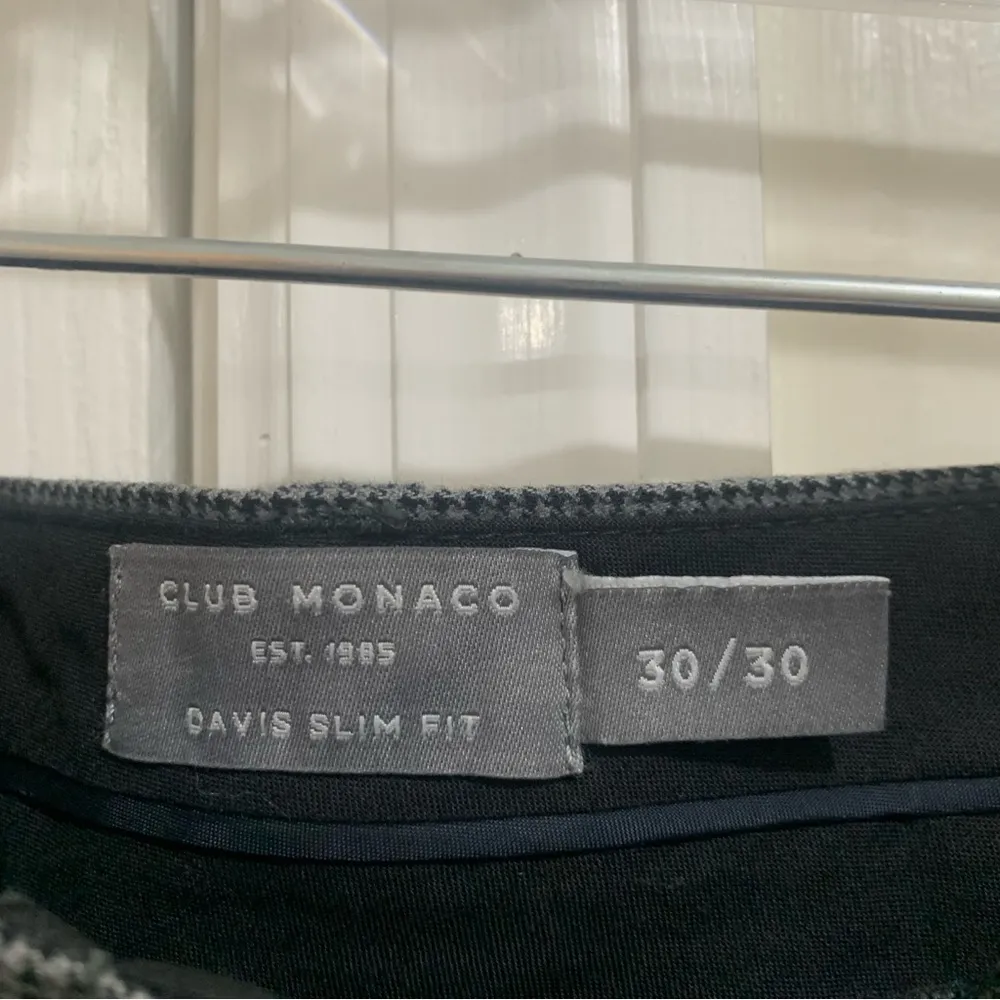 CLUB MONACO
EST. 1985
DAVIS SLIM FIT
30/30